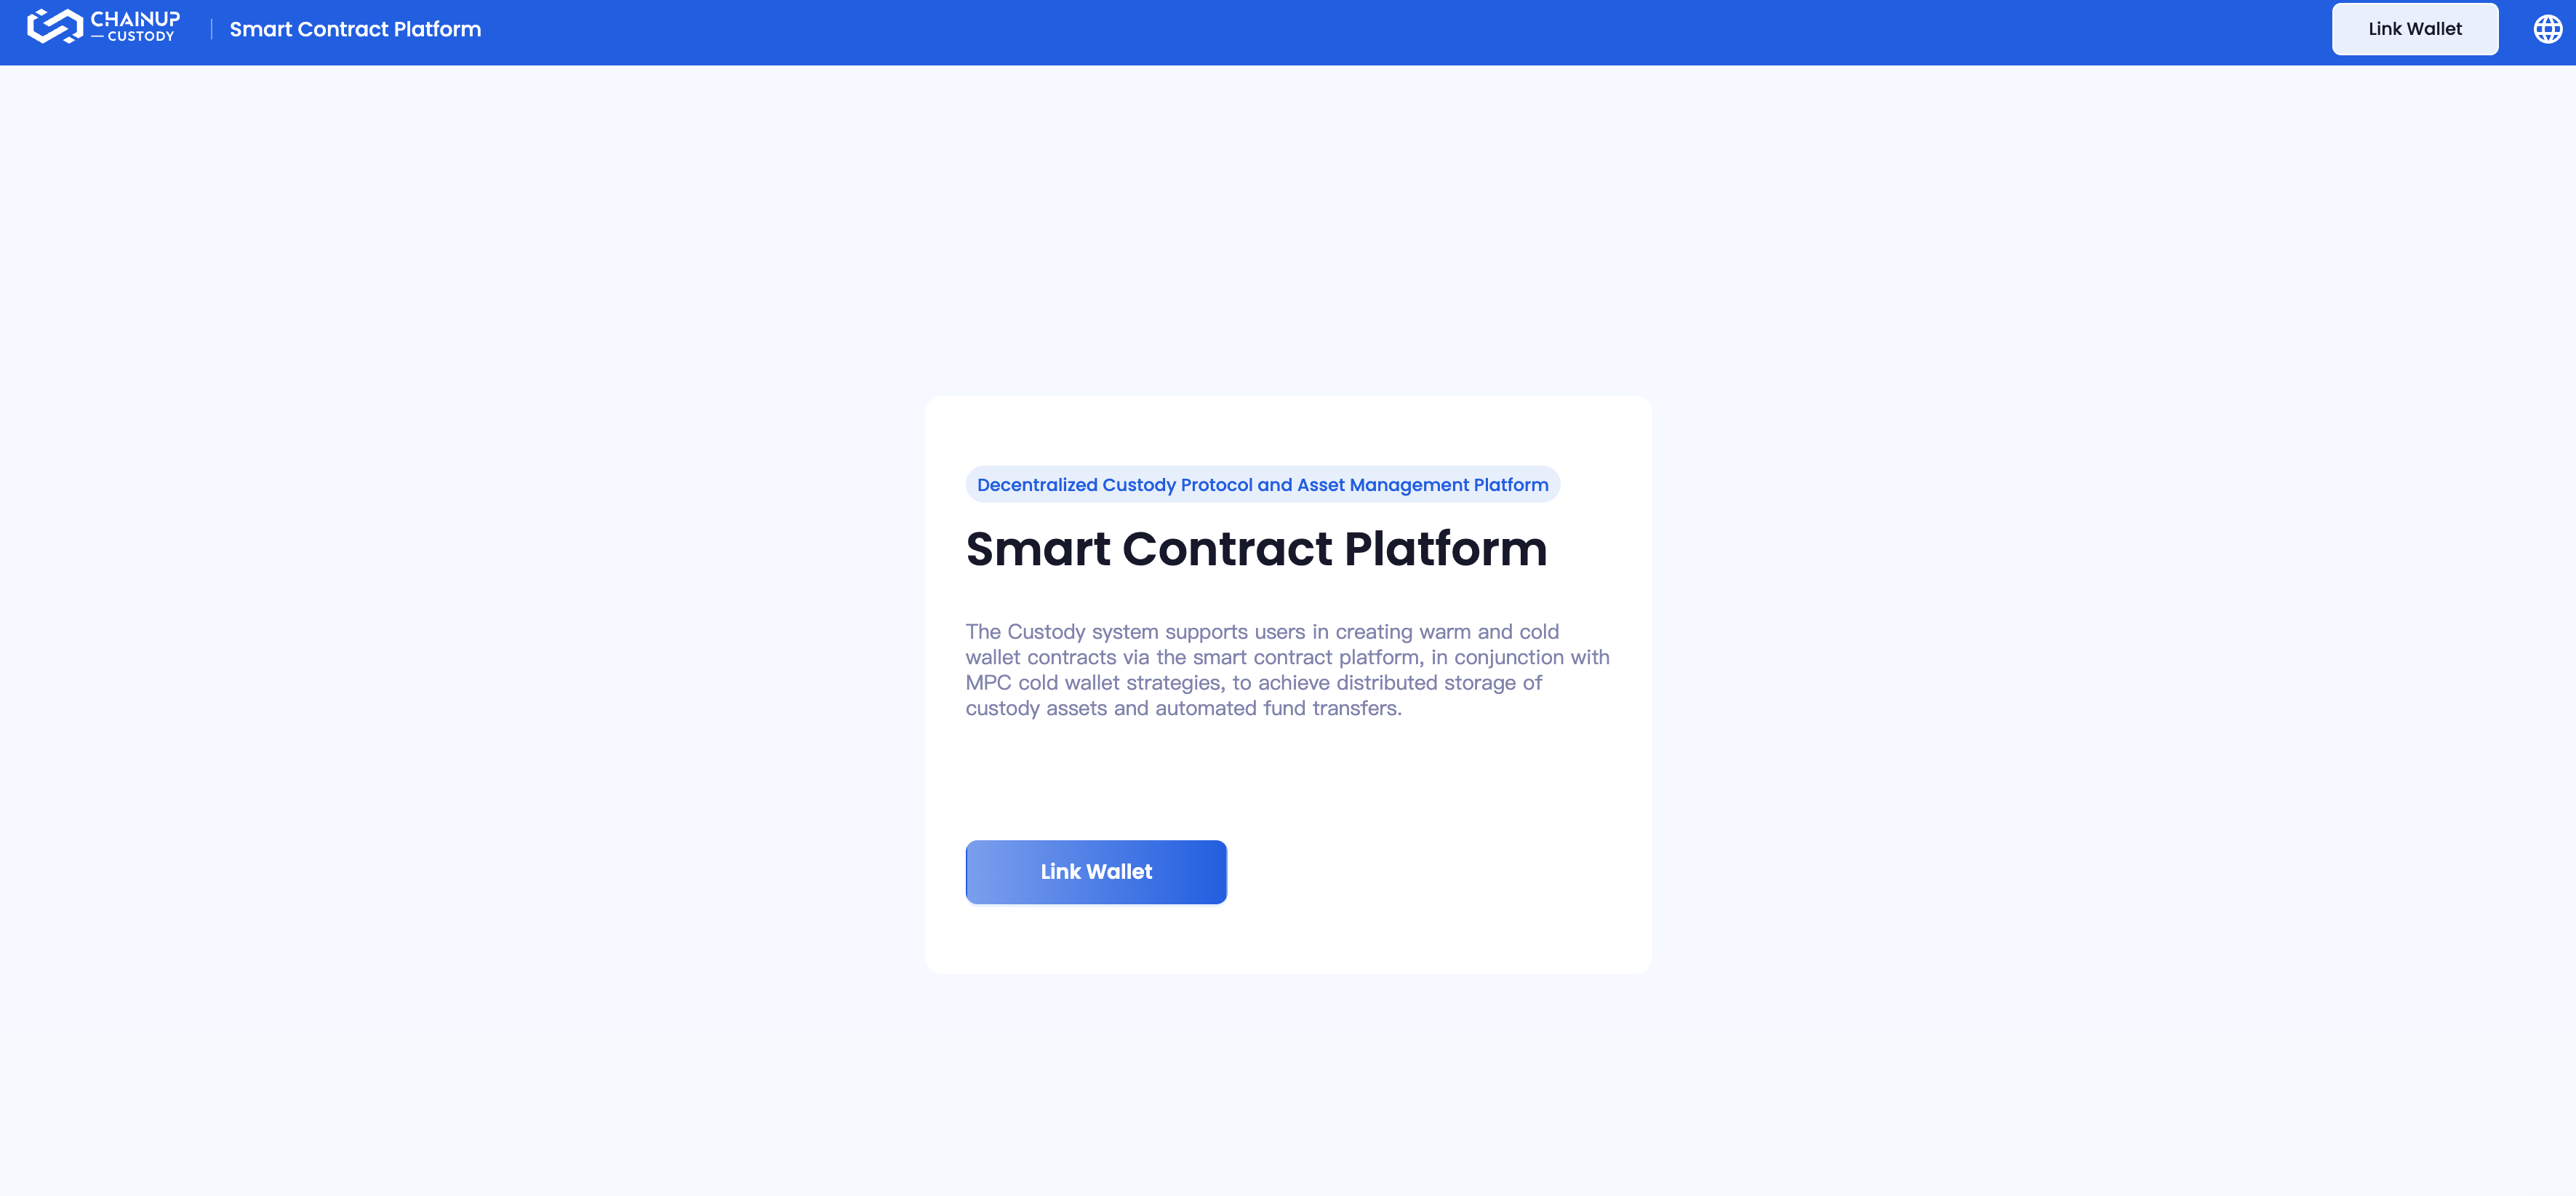 CHAINUP
CUSTODY
Smart Contract Platform
Link Wallet
Decentralized Custody Protocol and Asset Management Platform
Smart Contract Platform
The Custody system supports users in creating warm and cold
wallet contracts via the smart contract platform, in conjunction with
MPC cold wallet strategies, to achieve distributed storage of
custody assets and automated fund transfers.
Link Wallet